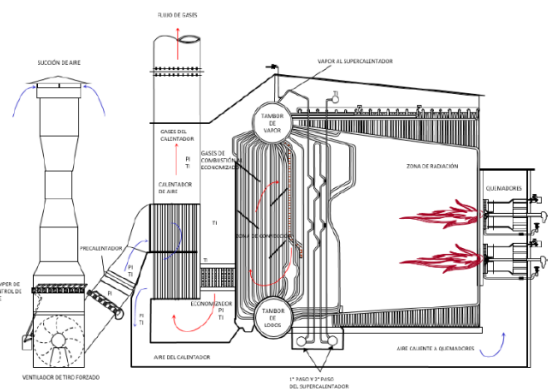 FLUJO DE GASES
SUCCIÓN DE AIRE
VAPOR AL SUPERCALENTADOR
TAMBOR
DE
VAPOR
GASES DEL
CALENTADOR
GASES DE
COMBUSTIÓN AL
ECONOMIZADOR
PI
TI
CALENTADOR
DE AIRE
ZONA DE RADIACIÓN
QUEMADORES
TI
PRECALENTADOR
ZONA DE CONVECCIÓN
PI
TI
ECONOMIZADOR
PI
TI
PI
TI
TAMBOR
DE
LODOS
AIRE DEL CALENTADOR
AIRE CALIENTE A QUEMADORES
VENTILADOR DE TIRO FORZADO
1° PASO Y 2° PASO
DEL SUPERCALENTADOR